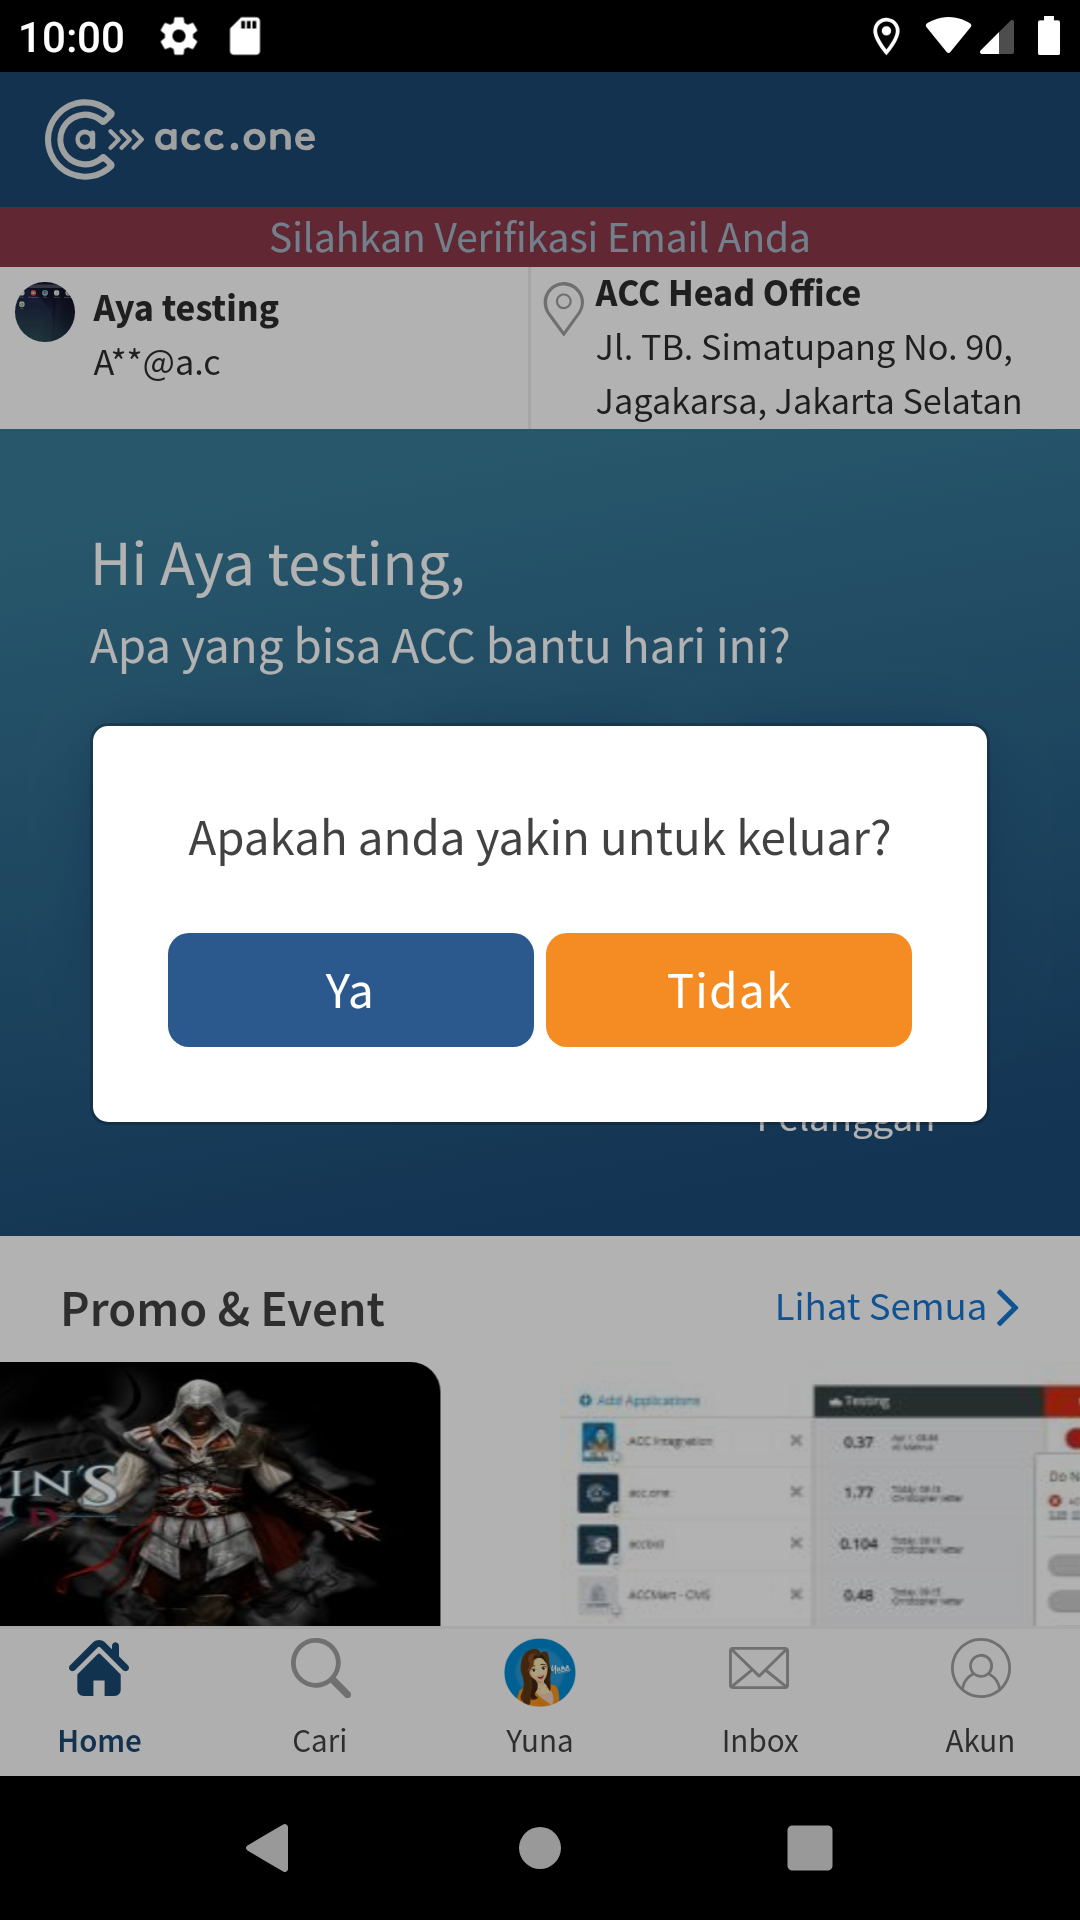 10:00
a acc.one
Silahkan Verifikasi Email Anda
Aya testing
A**@a.c
ACC Head Office
Jl. TB. Simatupang No. 90,
Jagakarsa, Jakarta Selatan
Hi Aya testing,
Apa yang bisa ACC bantu hari ini?
Apakah anda yakin untuk keluar?
Ya
Tidak
Pelanggan
Promo & Event
Lihat Semua
IN'S
D
Add Applications
Testing
ACC Integration
0.37
acc.one
1.77
0.104
ACCMart - CMS
0.48
Do N
Home
Cari
Yuna
Inbox
Akun